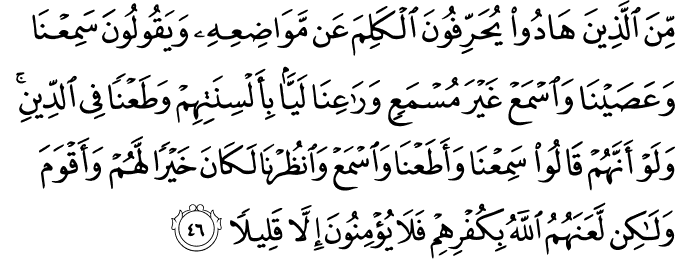 مِّنَ ٱلَّذِينَ هَادُوا۟ يُحَرِّفُونَ ٱلْكَلِمَ عَن مَّوَاضِعِهِۦ وَيَقُولُونَ سَمِعْنَا
وَعَصَيْنَا وَٱسْمَعْ غَيْرَ مُسْمَعٍ وَرَٰعِنَا لَيًّۢا بِأَلْسِنَتِهِمْ وَطَعْنًا فِى ٱلدِّينِ ۚ
وَلَوْ أَنَّهُمْ قَالُوا۟ سَمِعْنَا وَأَطَعْنَا وَٱسْمَعْ وَٱنظُرْنَا لَكَانَ خَيْرًا لَّهُمْ وَأَقْوَمَ
وَلَٰكِن لَّعَنَهُمُ ٱللَّهُ بِكُفْرِهِمْ فَلَا يُؤْمِنُونَ إِلَّا قَلِيلًا ٤٦